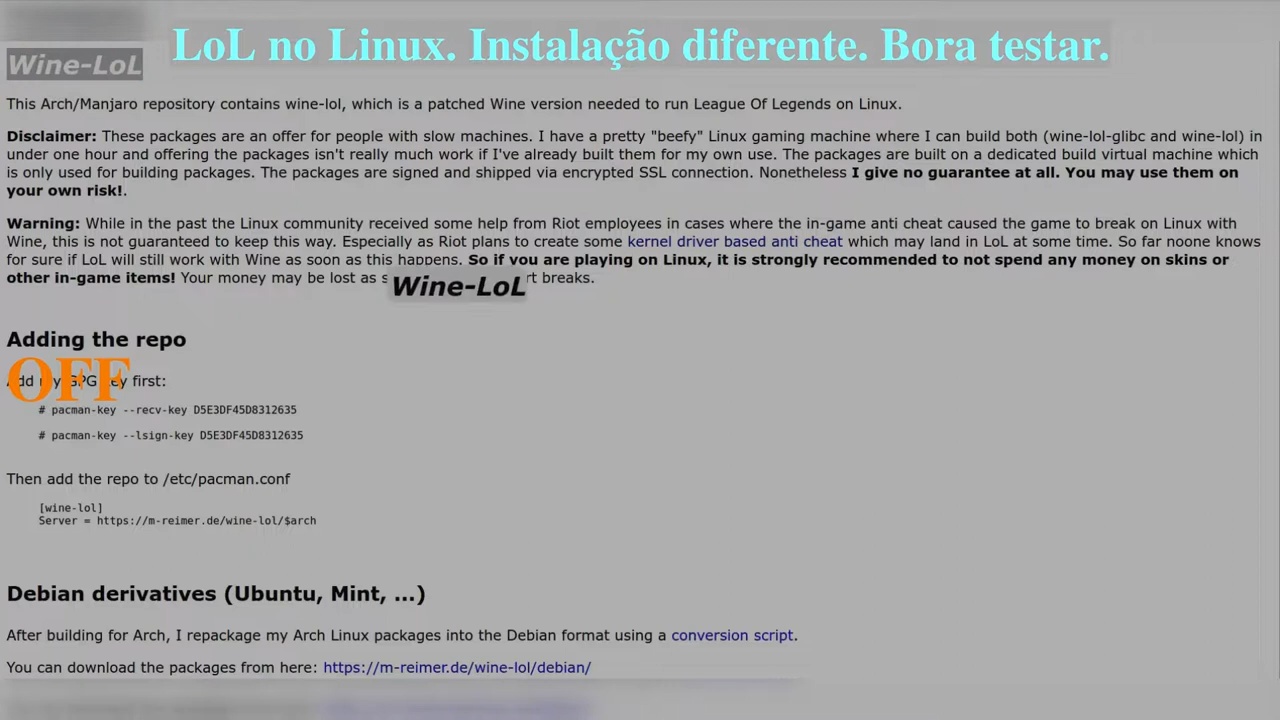 LoL no Linux. Instalação diferente. Bora testar.
Wine-LoL
This Arch/Manjaro repository contains wine-lol, which is a patched Wine version needed to run League Of Legends on Linux.
Disclaimer: These packages are an offer for people with slow machines. I have a pretty "beefy" Linux gaming machine where I can build both (wine-lol-glibc and wine-lol) in
under one hour and offering the packages isn't really much work if I've already built them for my own use. The packages are built on a dedicated build virtual machine which
is only used for building packages. The packages are signed and shipped via encrypted SSL connection. Nonetheless I give no guarantee at all. You may use them on
your own risk!.
Warning: While in the past the Linux community received some help from Riot employees in cases where the in-game anti cheat caused the game to break on Linux with
Wine, this is not guaranteed to keep this way. Especially as Riot plans to create some kernel driver based anti cheat which may land in LoL at some time. So far noone knows
for sure if LoL will still work with Wine as soon as this happens. So if you are playing on Linux, it is strongly recommended to not spend any money on skins or
other in-game items! Your money may be lost as s rt breaks.
Wine-LoL
Adding the repo
OFF
Add my GPG key first:
# pacman-key --recv-key D5E3DF45D8312635
# pacman-key --lsign-key D5E3DF45D8312635
Then add the repo to /etc/pacman.conf
[wine-lol]
Server = https://m-reimer.de/wine-lol/$arch
Debian derivatives (Ubuntu, Mint, ...)
After building for Arch, I repackage my Arch Linux packages into the Debian format using a conversion script.
You can download the packages from here: https://m-reimer.de/wine-lol/debian/